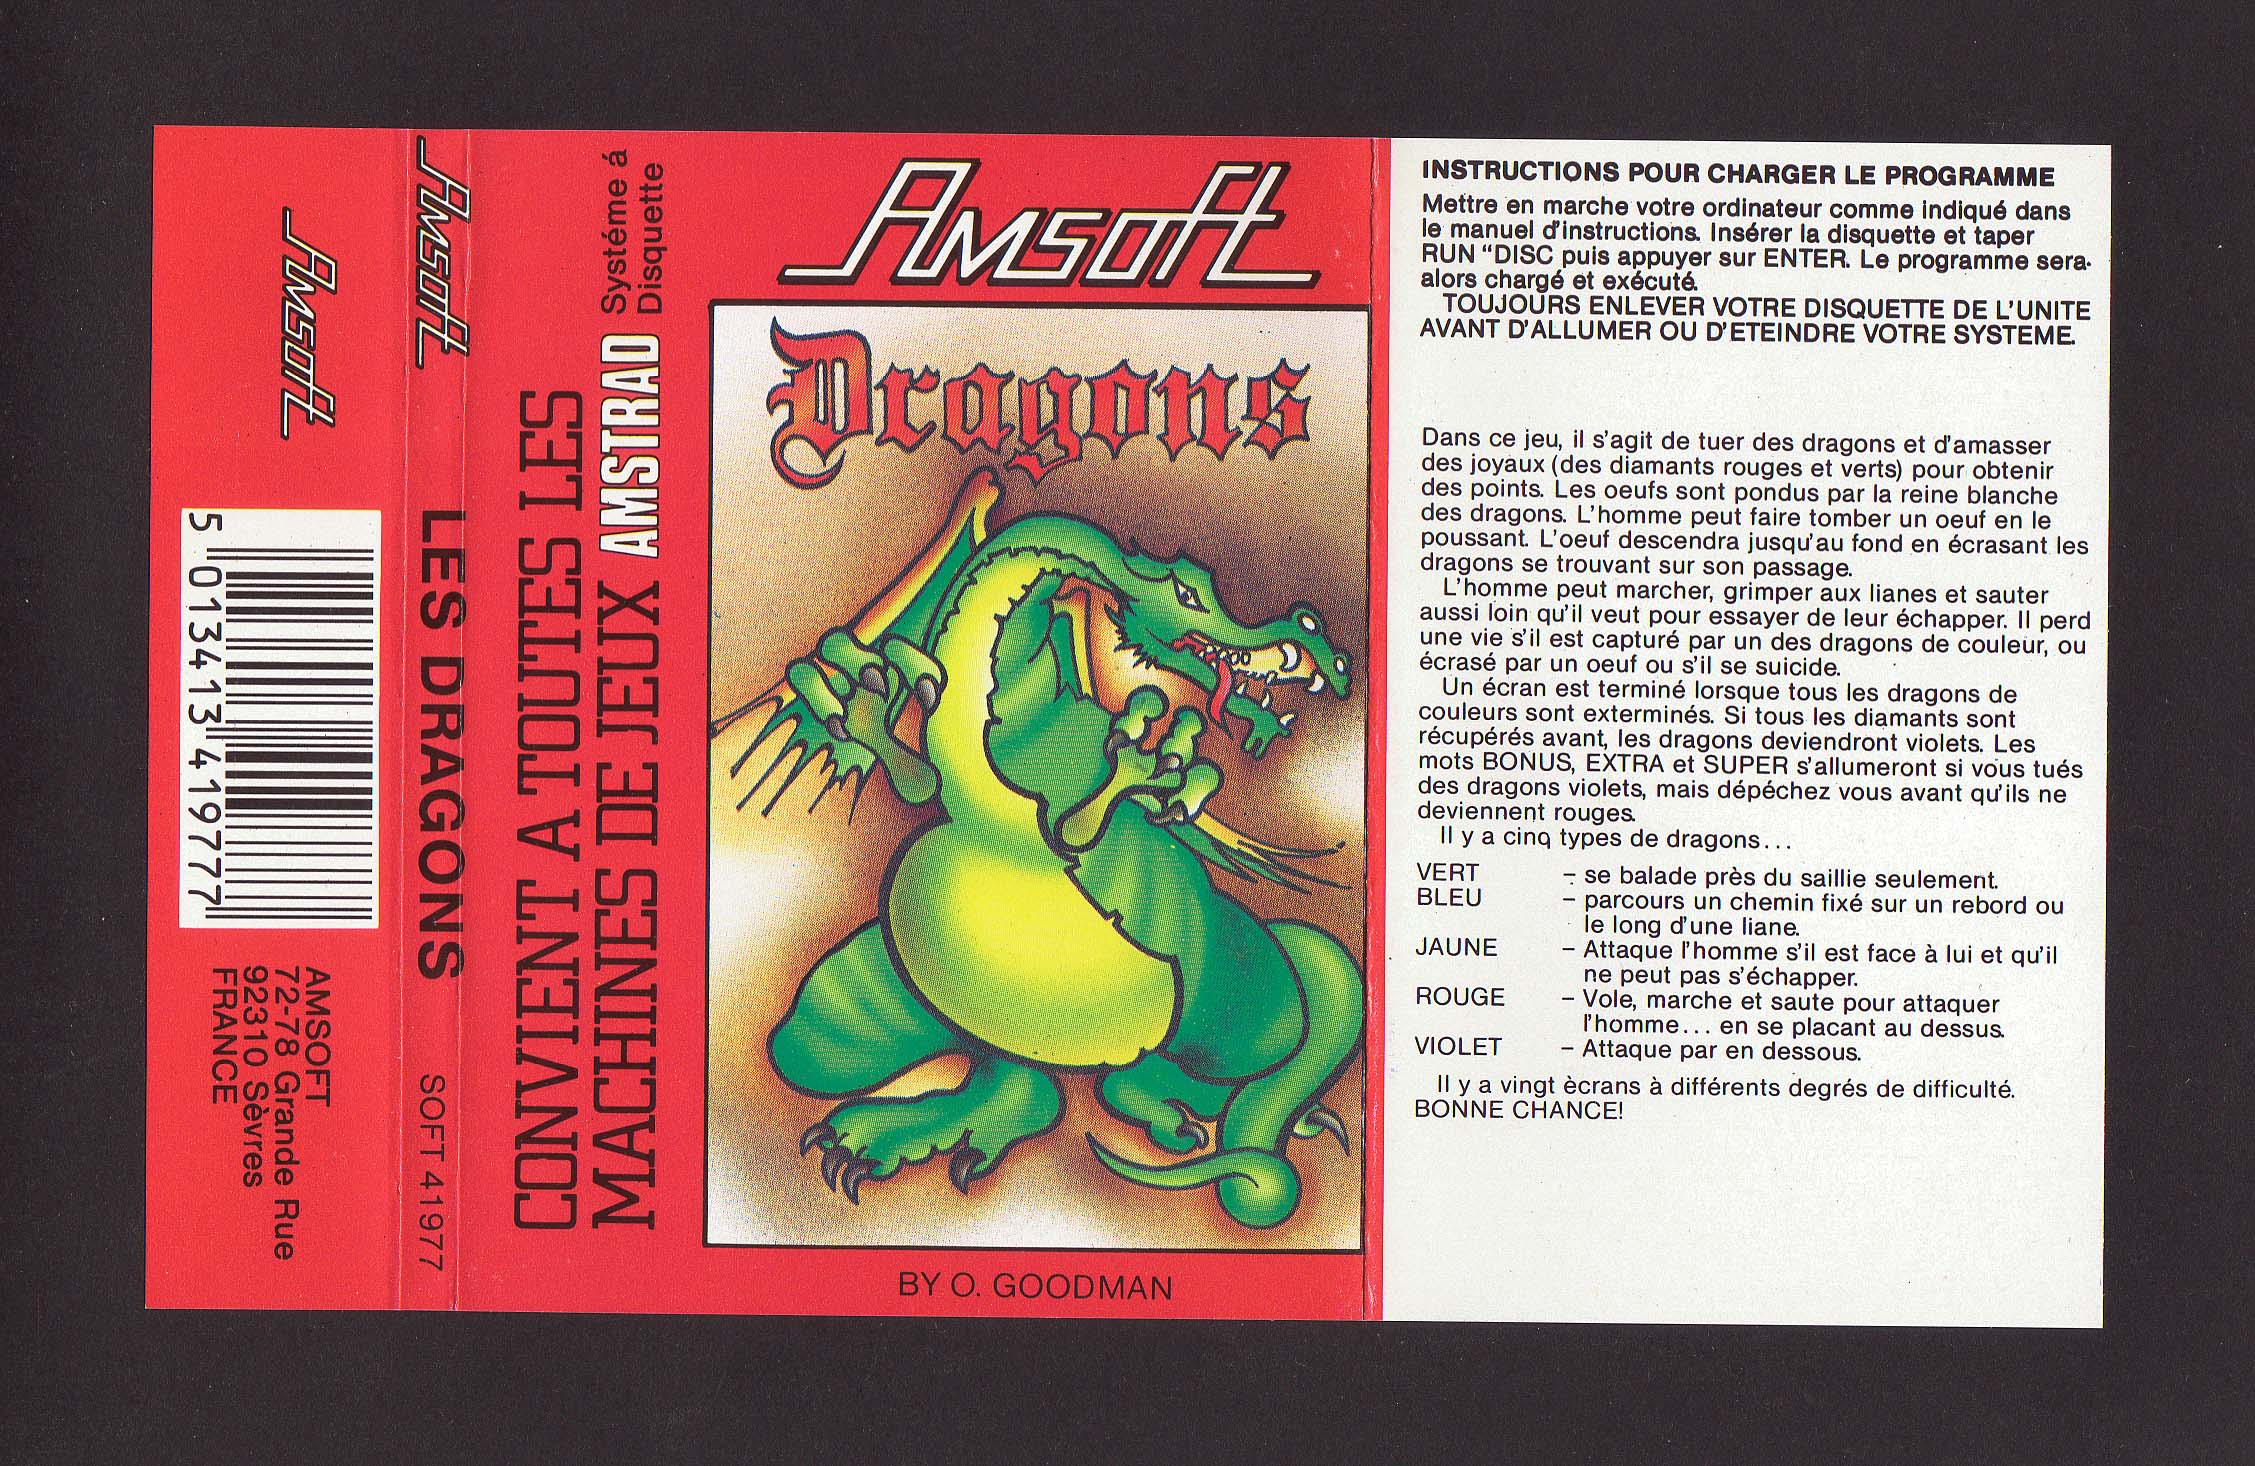 Amsoft
5 013413 419777
AMSOFT
72-78 Grande Rue
92310 Sèvres
FRANCE
Amsoft
LES DRAGONS
SOFT 41977
CONVIENT A TOUTES LES
MACHINES DE JEUX AMSTRAD Systéme á
Disquette
Amsoft
Dragons
BY O. GOODMAN
INSTRUCTIONS POUR CHARGER LE PROGRAMME
Mettre en marche votre ordinateur comme indiqué dans
le manuel d'instructions. Insérer la disquette et taper
RUN “DISC puis appuyer sur ENTER. Le programme sera
alors chargé et exécuté.
TOUJOURS ENLEVER VOTRE DISQUETTE DE L'UNITE
AVANT D'ALLUMER OU D'ETEINDRE VOTRE SYSTEME.
Dans ce jeu, il s'agit de tuer des dragons et d'amasser
des joyaux (des diamants rouges et verts) pour obtenir
des points. Les oeufs sont pondus par la reine blanche
des dragons. L'homme peut faire tomber un oeuf en le
poussant. L'oeuf descendra jusqu'au fond en écrasant les
dragons se trouvant sur son passage.
L'homme peut marcher, grimper aux lianes et sauter
aussi loin qu'il veut pour essayer de leur échapper. Il perd
une vie s'il est capturé par un des dragons de couleur, ou
écrasé par un oeuf ou s'il se suicide.
Un écran est terminé lorsque tous les dragons de
couleurs sont exterminés. Si tous les diamants sont
récupérés avant, les dragons deviendront violets. Les
mots BONUS, EXTRA et SUPER s'allumeront si vous tués
des dragons violets, mais dépéchez vous avant qu'ils ne
deviennent rouges.
Il y a cinq types de dragons...
VERT – se balade près du saillie seulement.
BLEU – parcours un chemin fixé sur un rebord ou
le long d'une liane.
JAUNE – Attaque l'homme s'il est face à lui et qu'il
ne peut pas s'échapper.
ROUGE – Vole, marche et saute pour attaquer
l'homme... en se placant au dessus.
VIOLET – Attaque par en dessous.
Il y a vingt ècrans à différents degrés de difficulté.
BONNE CHANCE!